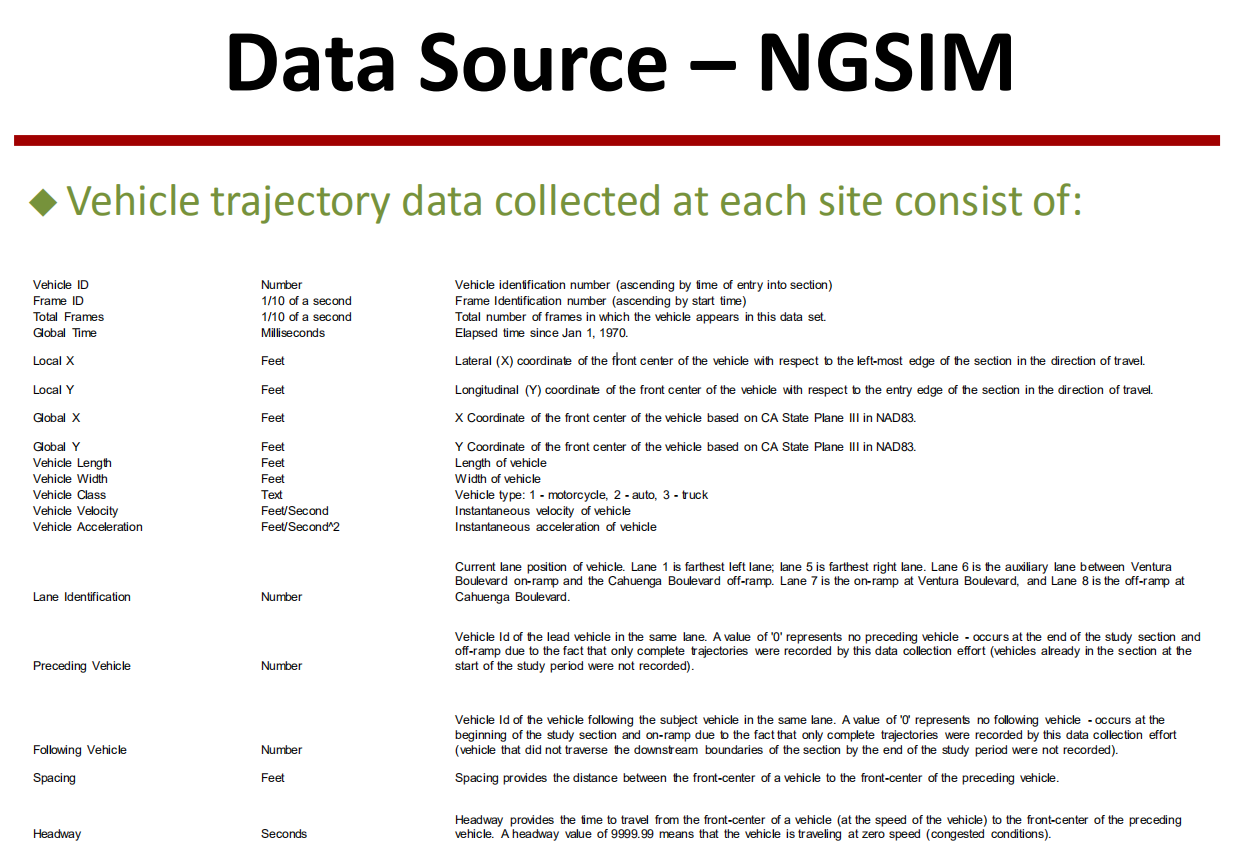 Data Source – NGSIM
◆ Vehicle trajectory data collected at each site consist of:
Vehicle ID Number Vehicle identification number (ascending by time of entry into section)
Frame ID 1/10 of a second Frame Identification number (ascending by start time)
Total Frames 1/10 of a second Total number of frames in which the vehicle appears in this data set.
Global Time Milliseconds Elapsed time since Jan 1, 1970.
Local X Feet Lateral (X) coordinate of the front center of the vehicle with respect to the left-most edge of the section in the direction of travel.
Local Y Feet Longitudinal (Y) coordinate of the front center of the vehicle with respect to the entry edge of the section in the direction of travel.
Global X Feet X Coordinate of the front center of the vehicle based on CA State Plane III in NAD83.
Global Y Feet Y Coordinate of the front center of the vehicle based on CA State Plane III in NAD83.
Vehicle Length Feet Length of vehicle
Vehicle Width Feet Width of vehicle
Vehicle Class Text Vehicle type: 1 - motorcycle, 2 - auto, 3 - truck
Vehicle Velocity Feet/Second Instantaneous velocity of vehicle
Vehicle Acceleration Feet/Second^2 Instantaneous acceleration of vehicle
Current lane position of vehicle. Lane 1 is farthest left lane; lane 5 is farthest right lane. Lane 6 is the auxiliary lane between Ventura
Boulevard on-ramp and the Cahuenga Boulevard off-ramp. Lane 7 is the on-ramp at Ventura Boulevard, and Lane 8 is the off-ramp at
Lane Identification Number Cahuenga Boulevard.
Vehicle Id of the lead vehicle in the same lane. A value of '0' represents no preceding vehicle - occurs at the end of the study section and
off-ramp due to the fact that only complete trajectories were recorded by this data collection effort (vehicles already in the section at the
Preceding Vehicle Number start of the study period were not recorded).
Vehicle Id of the vehicle following the subject vehicle in the same lane. A value of '0' represents no following vehicle - occurs at the
beginning of the study section and on-ramp due to the fact that only complete trajectories were recorded by this data collection effort
Following Vehicle Number (vehicle that did not traverse the downstream boundaries of the section by the end of the study period were not recorded).
Spacing Feet Spacing provides the distance between the front-center of a vehicle to the front-center of the preceding vehicle.
Headway provides the time to travel from the front-center of a vehicle (at the speed of the vehicle) to the front-center of the preceding
Headway Seconds vehicle. A headway value of 9999.99 means that the vehicle is traveling at zero speed (congested conditions).